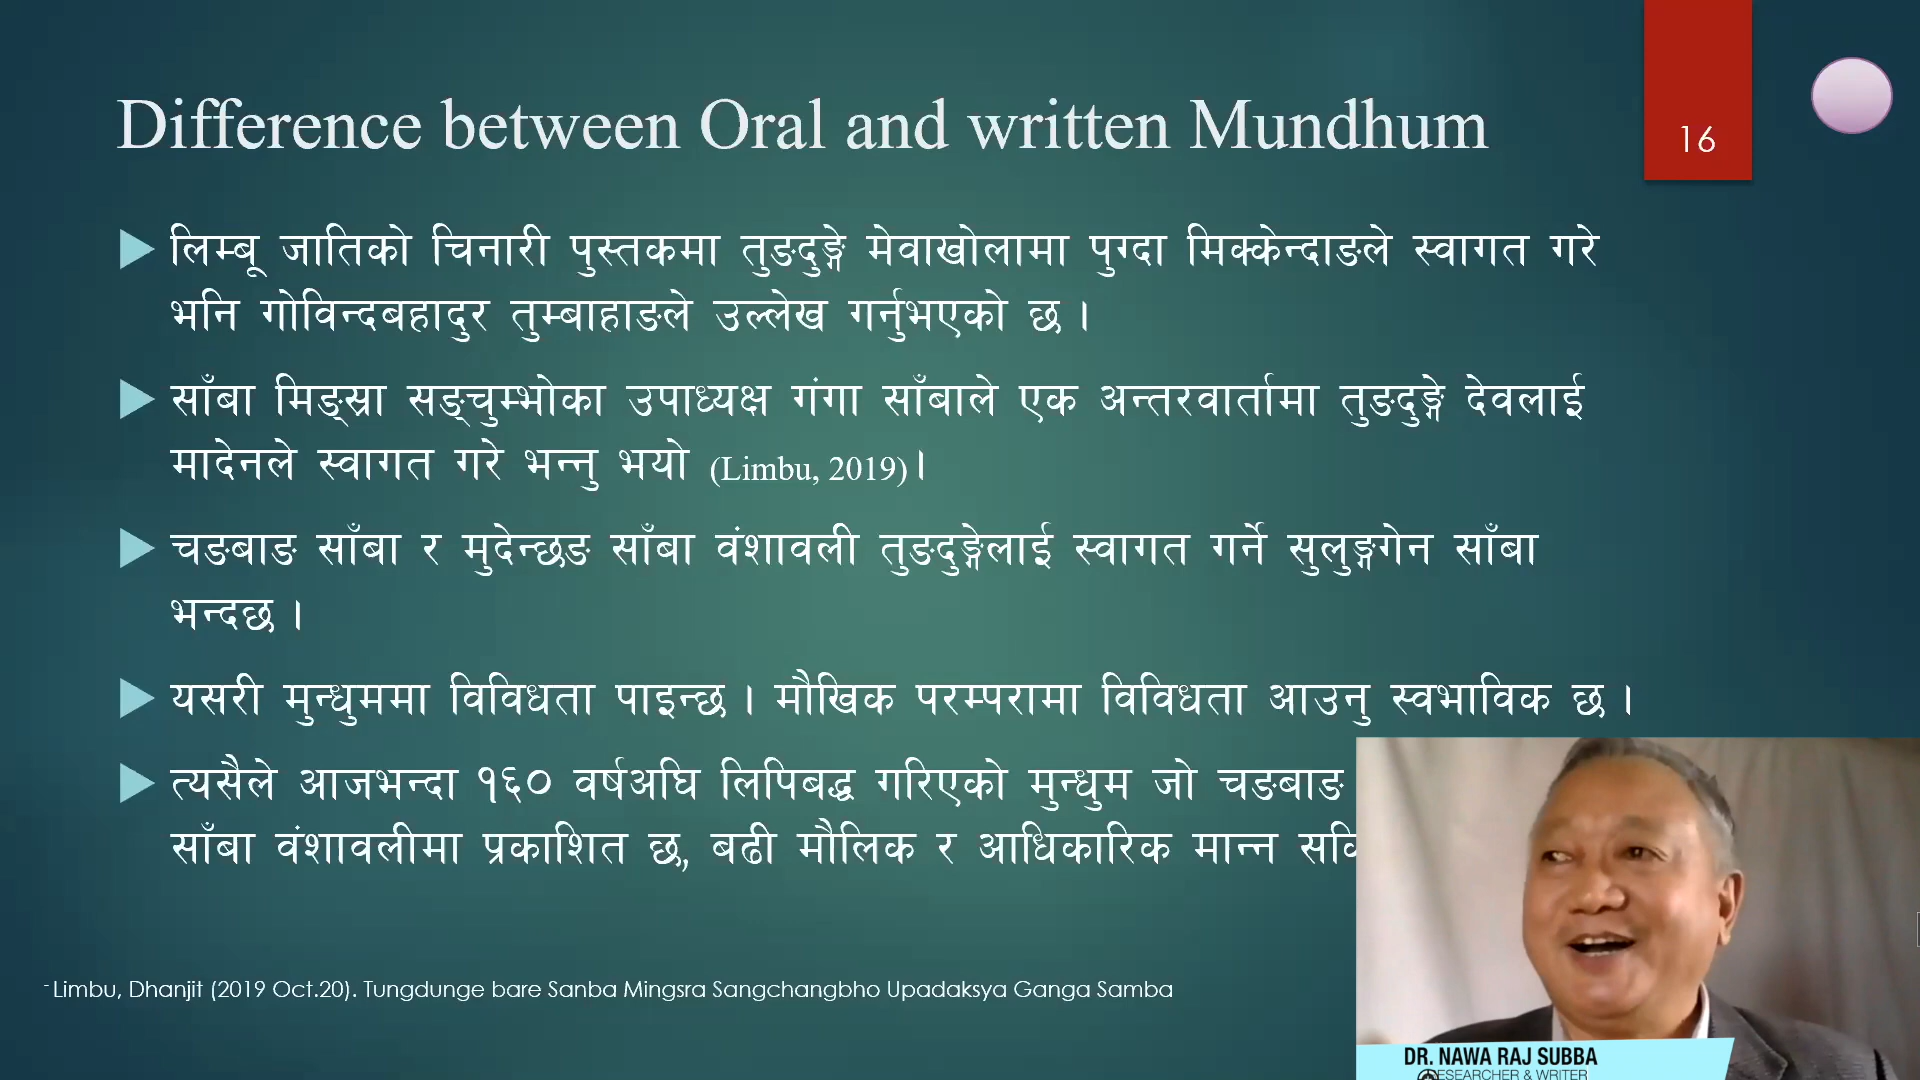 Difference between Oral and written Mundhum
16
लिम्बू जातिको चिनारी पुस्तकमा तुङदुङ्गे मेवाखोलामा पुग्दा मिक्केन्दाङले स्वागत गरे
भनि गोविन्दबहादुर तुम्बाहाङले उल्लेख गर्नुभएको छ ।
साँबा मिङ्स्रा सङ्चुम्भोका उपाध्यक्ष गंगा साँबाले एक अन्तरवार्तामा तुङदुङ्गे देवलाई
मादेनले स्वागत गरे भन्नु भयो (Limbu, 2019)।
चङबाङ साँबा र मुदेन्छङ साँबा वंशावली तुङदुङ्गेलाई स्वागत गर्ने सुलुङ्गगेन साँबा
भन्दछ ।
यसरी मुन्धुममा विविधता पाइन्छ । मौखिक परम्परामा विविधता आउनु स्वभाविक छ ।
त्यसैले आजभन्दा १६० वर्षअघि लिपिबद्ध गरिएको मुन्धुम जो चङबाङ
साँबा वंशावलीमा प्रकाशित छ, बढी मौलिक र आधिकारिक मान्न
- Limbu, Dhanjit (2019 Oct.20). Tungdunge bare Sanba Mingsra Sangchangbho Upadaksya Ganga Samba
DR. NAWA RAJ SUBBA
RESEARCHER & WRITER